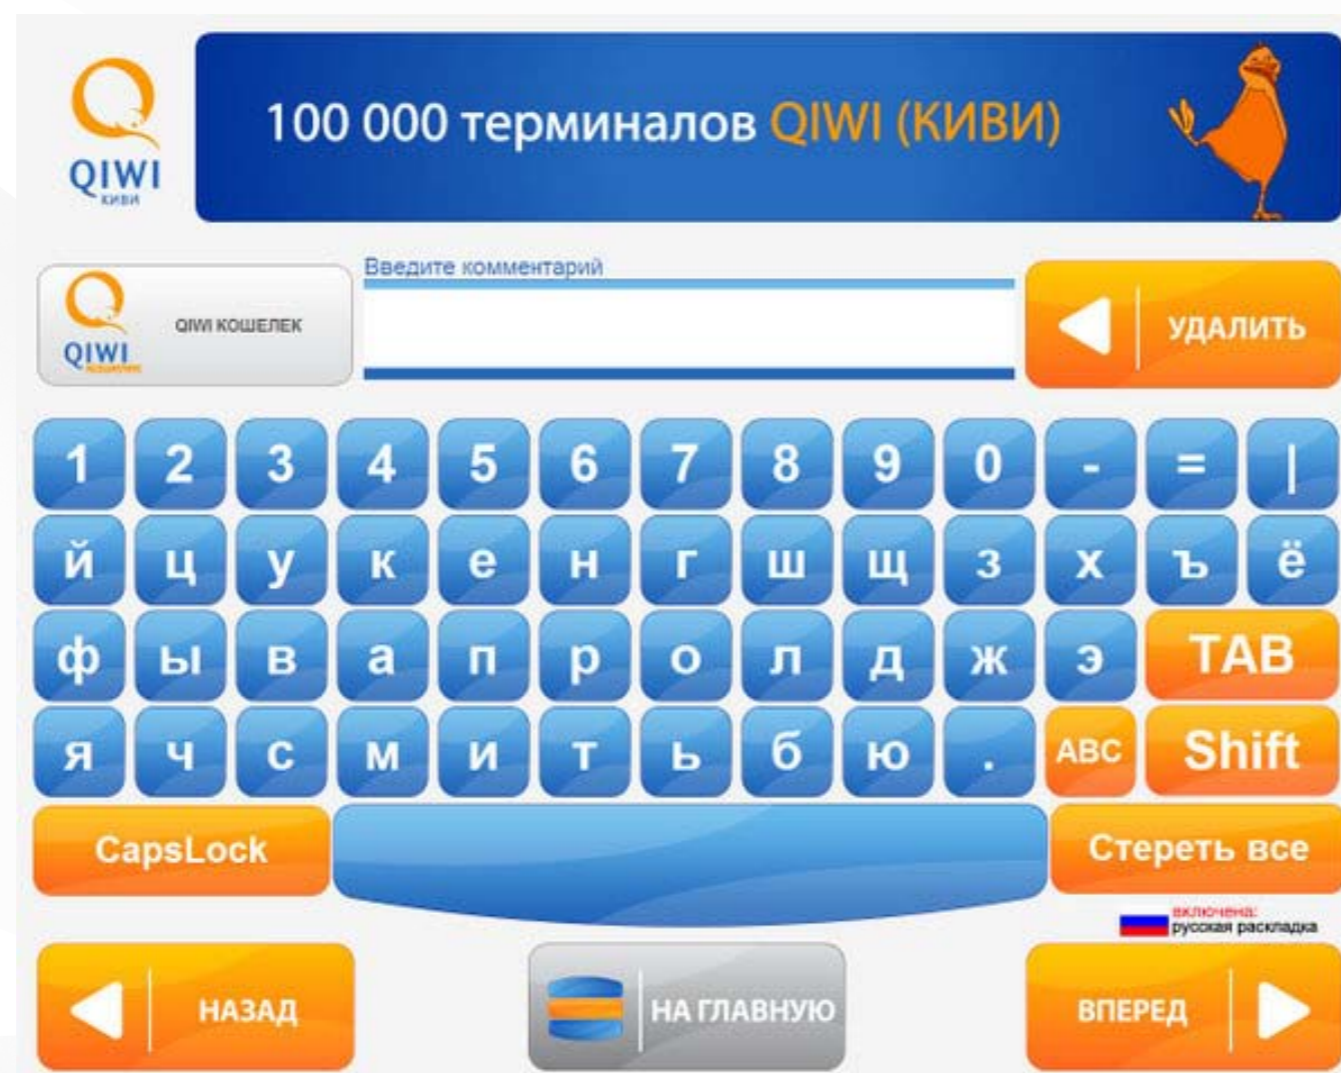 QIWI
КИВИ
100 000 терминалов QIWI (КИВИ)
QIWI
QIWI КОШЕЛЕК
Введите комментарий
УДАЛИТЬ
1 2 3 4 5 6 7 8 9 0 - = |
й ц у к е н г ш щ з х ъ ё
ф ы в а п р о л д ж э TAB
я ч с м и т ь б ю . ABC Shift
CapsLock Стереть все
включена:
русская раскладка
НАЗАД НА ГЛАВНУЮ ВПЕРЕД